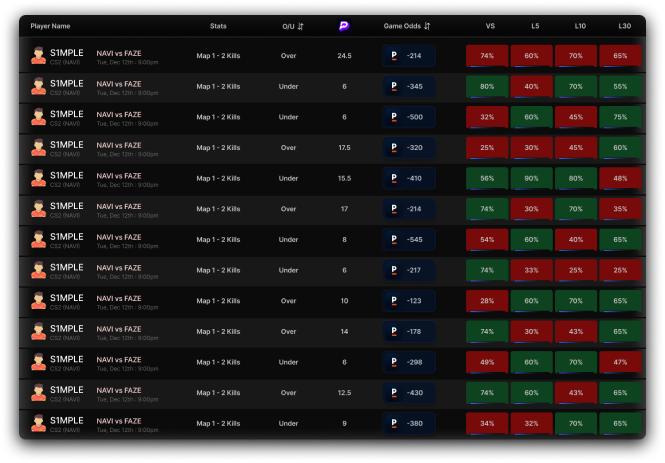 Player Name Stats O/U Game Odds VS L5 L10 L30
S1MPLE NAVI vs FAZE Map 1 - 2 Kills Over 24.5 P -214 74% 60% 70% 65%
CS2 (NAVI) Tue, Dec 12th : 9:00pm
S1MPLE NAVI vs FAZE Map 1 - 2 Kills Under 6 P -345 80% 40% 70% 55%
CS2 (NAVI) Tue, Dec 12th : 9:00pm
S1MPLE NAVI vs FAZE Map 1 - 2 Kills Under 6 P -500 32% 60% 45% 75%
CS2 (NAVI) Tue, Dec 12th : 9:00pm
S1MPLE NAVI vs FAZE Map 1 - 2 Kills Over 17.5 P -320 25% 30% 45% 60%
CS2 (NAVI) Tue, Dec 12th : 9:00pm
S1MPLE NAVI vs FAZE Map 1 - 2 Kills Under 15.5 P -410 56% 90% 80% 48%
CS2 (NAVI) Tue, Dec 12th : 9:00pm
S1MPLE NAVI vs FAZE Map 1 - 2 Kills Over 17 P -214 74% 30% 70% 35%
CS2 (NAVI) Tue, Dec 12th : 9:00pm
S1MPLE NAVI vs FAZE Map 1 - 2 Kills Under 8 P -545 54% 60% 40% 65%
CS2 (NAVI) Tue, Dec 12th : 9:00pm
S1MPLE NAVI vs FAZE Map 1 - 2 Kills Under 6 P -217 74% 33% 25% 25%
CS2 (NAVI) Tue, Dec 12th : 9:00pm
S1MPLE NAVI vs FAZE Map 1 - 2 Kills Over 10 P -123 28% 60% 70% 65%
CS2 (NAVI) Tue, Dec 12th : 9:00pm
S1MPLE NAVI vs FAZE Map 1 - 2 Kills Over 14 P -178 74% 30% 43% 65%
CS2 (NAVI) Tue, Dec 12th : 9:00pm
S1MPLE NAVI vs FAZE Map 1 - 2 Kills Under 6 P -298 49% 60% 70% 47%
CS2 (NAVI) Tue, Dec 12th : 9:00pm
S1MPLE NAVI vs FAZE Map 1 - 2 Kills Over 12.5 P -430 74% 60% 43% 65%
CS2 (NAVI) Tue, Dec 12th : 9:00pm
S1MPLE NAVI vs FAZE Map 1 - 2 Kills Under 9 P -380 34% 32% 70% 65%
CS2 (NAVI) Tue, Dec 12th : 9:00pm